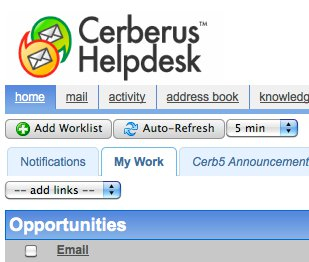 Cerberus™
Helpdesk
home mail activity address book knowledg
Add Worklist Auto-Refresh 5 min
Notifications My Work Cerb5 Announcement
-- add links --
Opportunities
Email